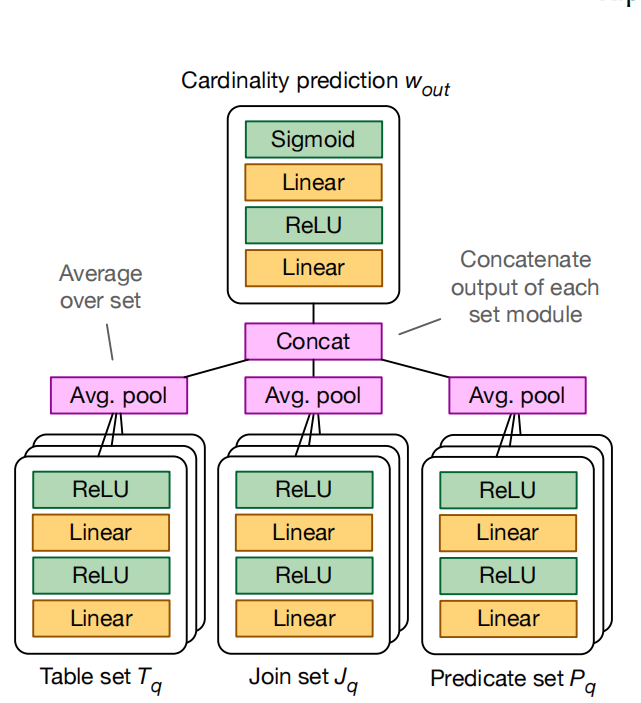 Cardinality prediction w_out
Sigmoid
Linear
ReLU
Linear
Average
over set
Concatenate
output of each
set module
Concat
Avg. pool
Avg. pool
Avg. pool
ReLU
Linear
ReLU
Linear
ReLU
Linear
ReLU
Linear
ReLU
Linear
ReLU
Linear
Table set T_q
Join set J_q
Predicate set P_q